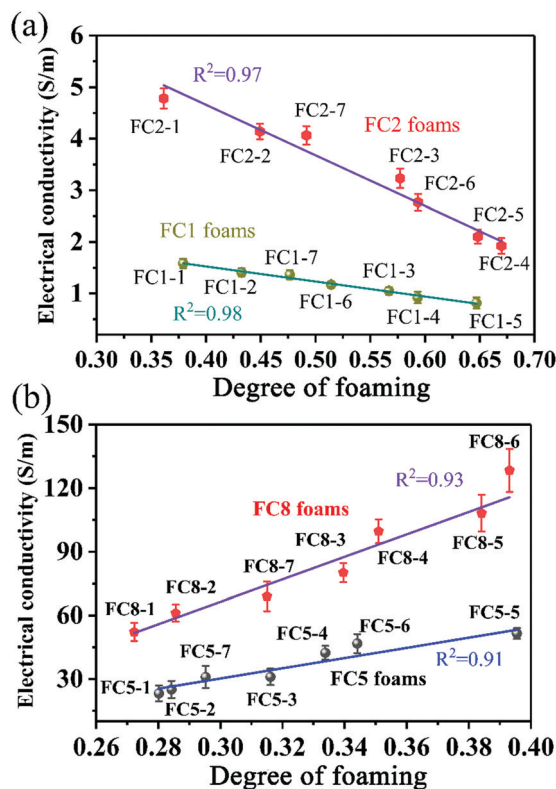 (a)
Electrical conductivity (S/m)
6
5
4
3
2
1
R²=0.97
FC2-1
FC2-2
FC2-7
FC2 foams
FC2-3
FC2-6
FC2-5
FC2-4
FC1 foams
FC1-1
FC1-2
FC1-7
FC1-6
FC1-3
FC1-4
FC1-5
R²=0.98
0.30 0.35 0.40 0.45 0.50 0.55 0.60 0.65 0.70
Degree of foaming
(b)
Electrical conductivity (S/m)
150
120
90
60
30
FC8-6
R²=0.93
FC8 foams
FC8-3
FC8-4
FC8-5
FC8-7
FC8-2
FC8-1
FC5-5
FC5-4
FC5-6
FC5-7
FC5-1
FC5-2
FC5-3
FC5 foams
R²=0.91
0.26 0.28 0.30 0.32 0.34 0.36 0.38 0.40
Degree of foaming